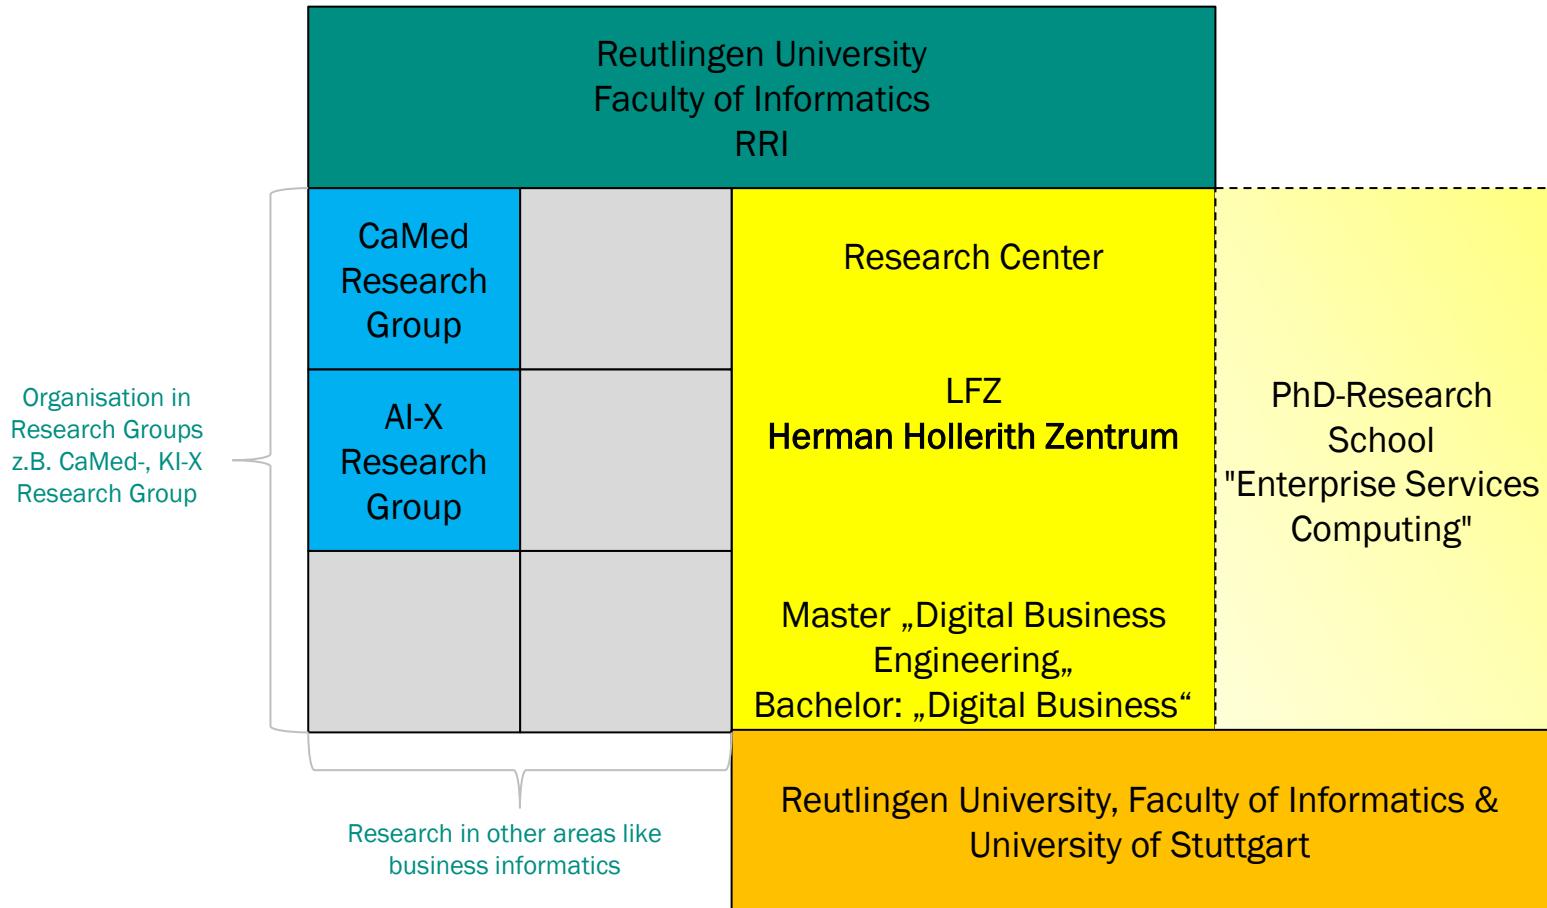 Reutlingen University
Faculty of Informatics
RRI
CaMed
Research
Group
AI-X
Research
Group
Organisation in
Research Groups
z.B. CaMed-, KI-X
Research Group
Research Center
LFZ
Herman Hollerith Zentrum
Master „Digital Business
Engineering„
Bachelor: „Digital Business“
PhD-Research
School
"Enterprise Services
Computing"
Research in other areas like
business informatics
Reutlingen University, Faculty of Informatics &
University of Stuttgart